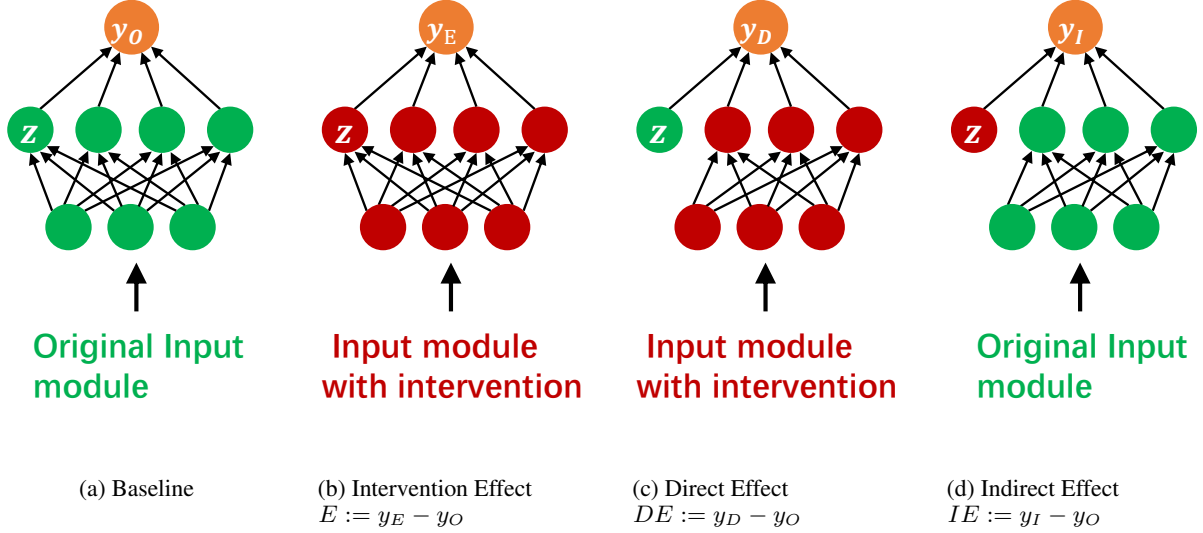 y_O
y_E
y_D
y_I
Z
Z
Z
Z
Original Input
module
Input module
with intervention
Input module
with intervention
Original Input
module
(a) Baseline
(b) Intervention Effect
E := y_E − y_O
(c) Direct Effect
DE := y_D − y_O
(d) Indirect Effect
IE := y_I − y_O